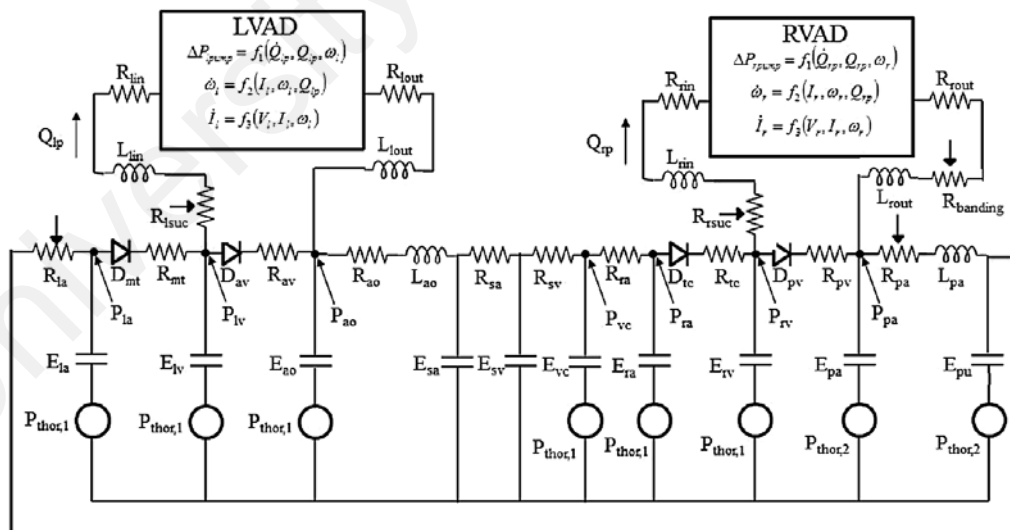 LVAD
ΔP_lpump = f₁(Q̇_lp, Q_lp, ω_l)
ω̇_l = f₂(I_l, ω_l, Q_lp)
İ_l = f₃(V_l, I_l, ω_l)
RVAD
ΔP_rpump = f₁(Q̇_rp, Q_rp, ω_r)
ω̇_r = f₂(I_r, ω_r, Q_rp)
İ_r = f₃(V_r, I_r, ω_r)
R_lin R_lout R_rin R_rout
Q_lp L_lin L_lout Q_rp L_rin L_rout R_banding
R_lsuc R_rsuc
R_la D_mt R_mt D_av R_av R_ao L_ao R_sa R_sv R_ra D_tc R_tc D_pv R_pv R_pa L_pa
P_la P_lv P_ao P_vc P_ra P_rv P_pa
E_la E_lv E_ao E_sa E_sv E_vc E_ra E_rv E_pa E_pu
P_thor,1 P_thor,1 P_thor,1 P_thor,1 P_thor,1 P_thor,1 P_thor,2 P_thor,2
University